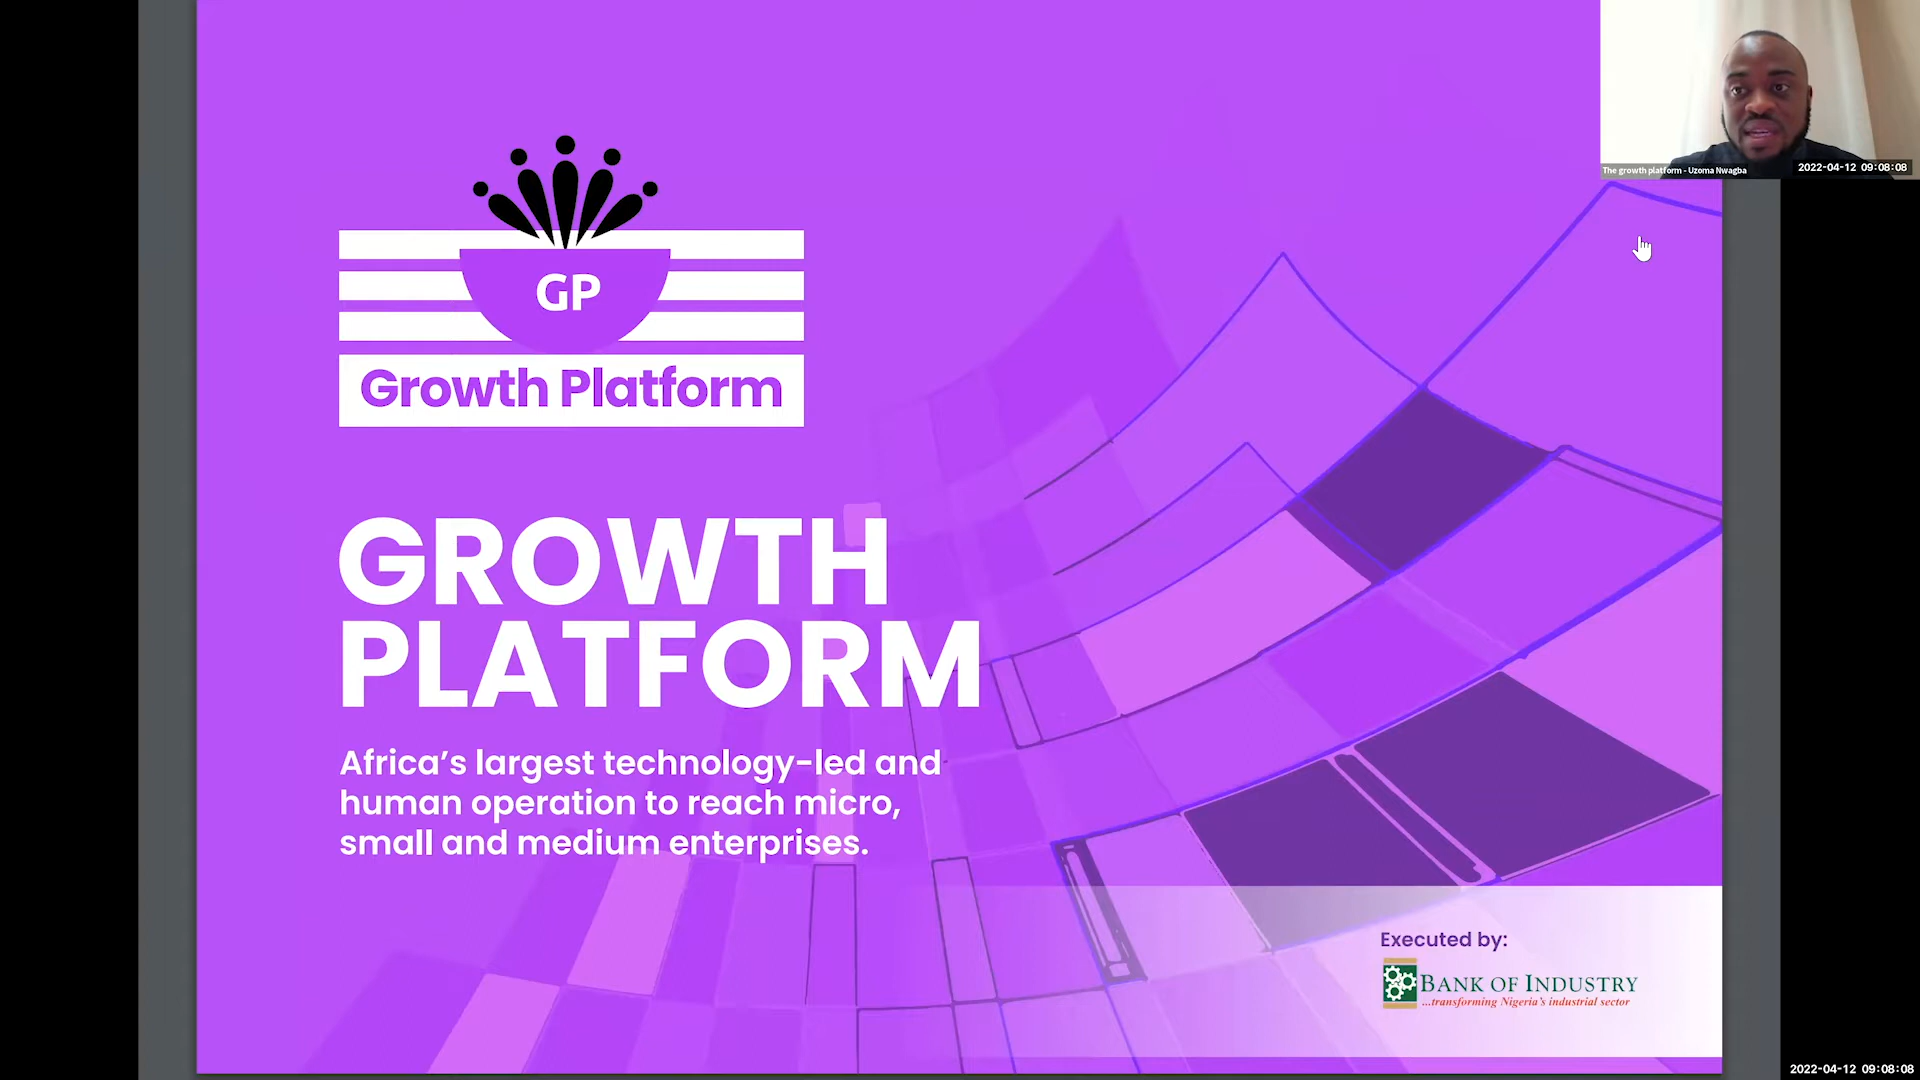 The growth platform - Uzoma Nwagba
2022-04-12 09:08:08
GP
Growth Platform
GROWTH
PLATFORM
Africa’s largest technology-led and
human operation to reach micro,
small and medium enterprises.
Executed by:
BANK OF INDUSTRY
...transforming Nigeria's industrial sector
2022-04-12 09:08:08